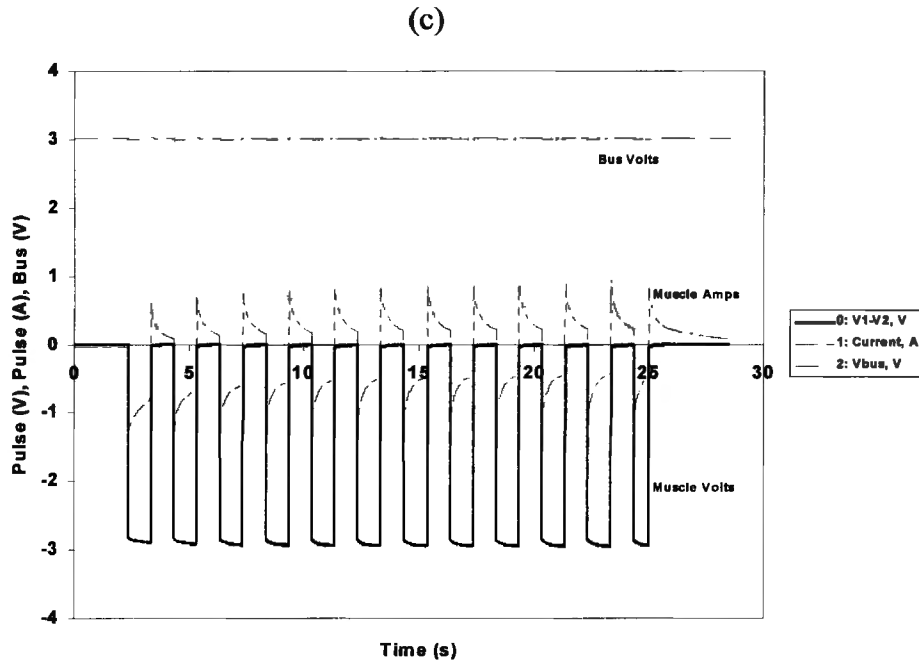 (c)
4
3
2
1
0
-1
-2
-3
-4
0
5
10
15
20
25
30
Pulse (V), Pulse (A), Bus (V)
Time (s)
Bus Volts
Muscle Amps
Muscle Volts
0: V1-V2, V
1: Current, A
2: Vbus, V